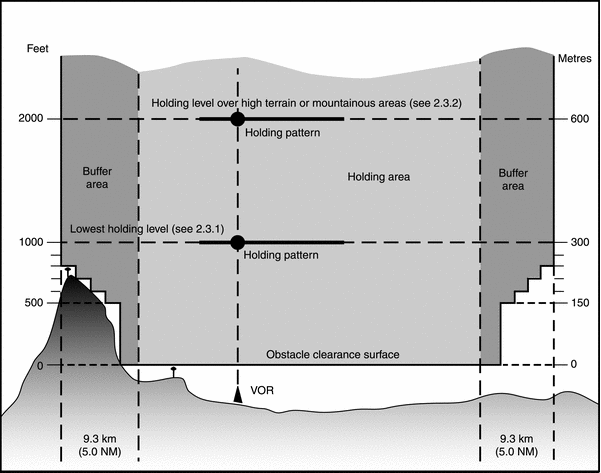 Feet
Metres
Holding level over high terrain or mountainous areas (see 2.3.2)
2000
600
Holding pattern
Buffer
area
Holding area
Buffer
area
Lowest holding level (see 2.3.1)
1000
300
Holding pattern
500
150
Obstacle clearance surface
0
0
VOR
9.3 km
(5.0 NM)
9.3 km
(5.0 NM)